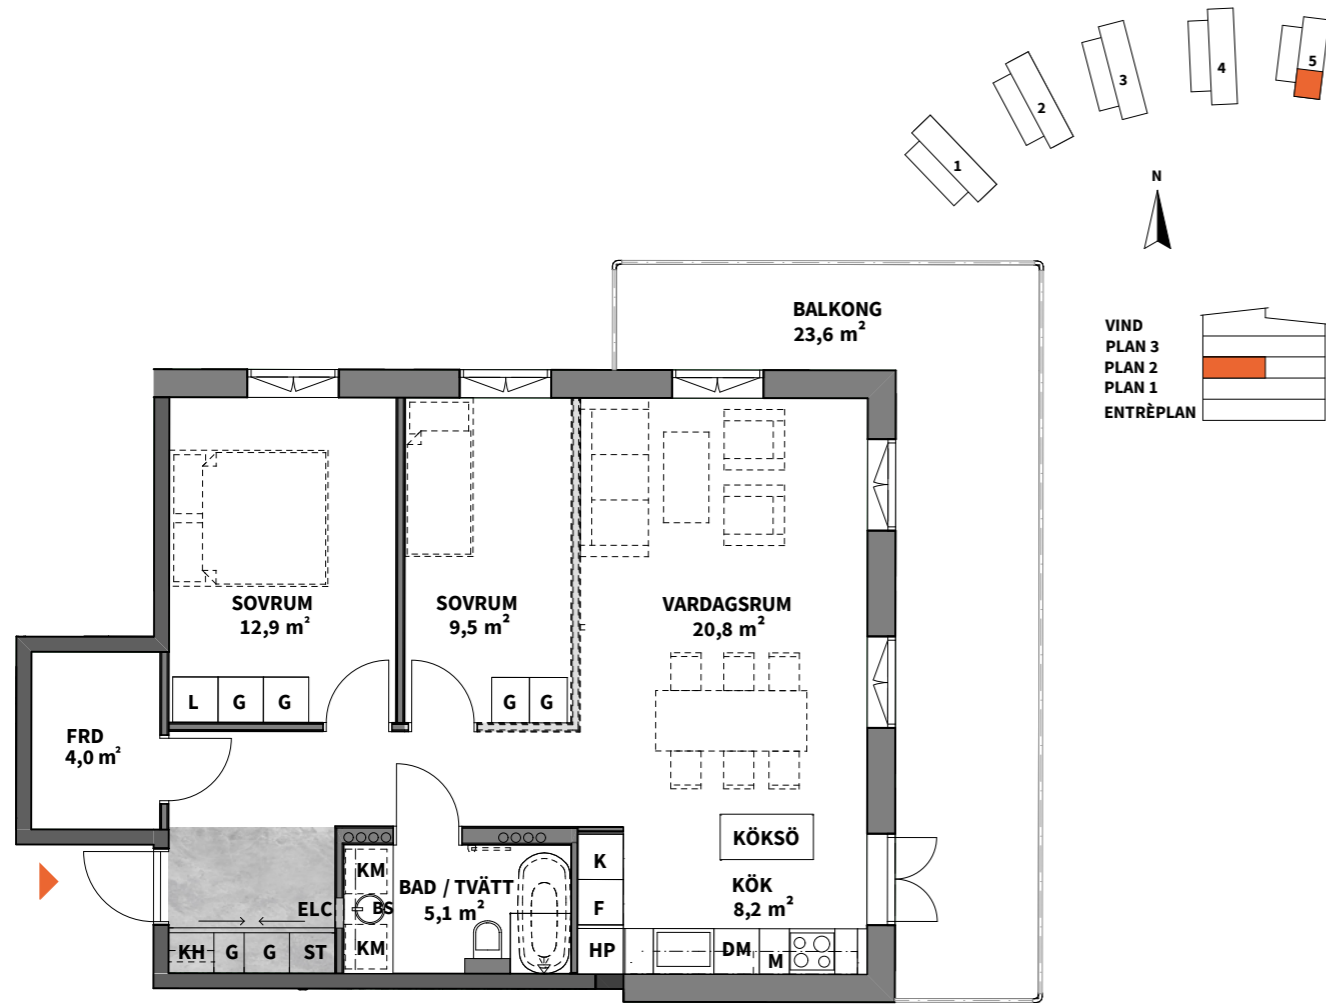 5
4
3
2
1
N
BALKONG
23,6 m²
VIND
PLAN 3
PLAN 2
PLAN 1
ENTRÈPLAN
SOVRUM
12,9 m²
SOVRUM
9,5 m²
VARDAGSRUM
20,8 m²
L G G
G G
FRD
4,0 m²
KÖKSÖ
K
KM
BAD / TVÄTT
5,1 m²
KÖK
8,2 m²
ELC
BS
F
KH G G ST
KM
HP
DM
M